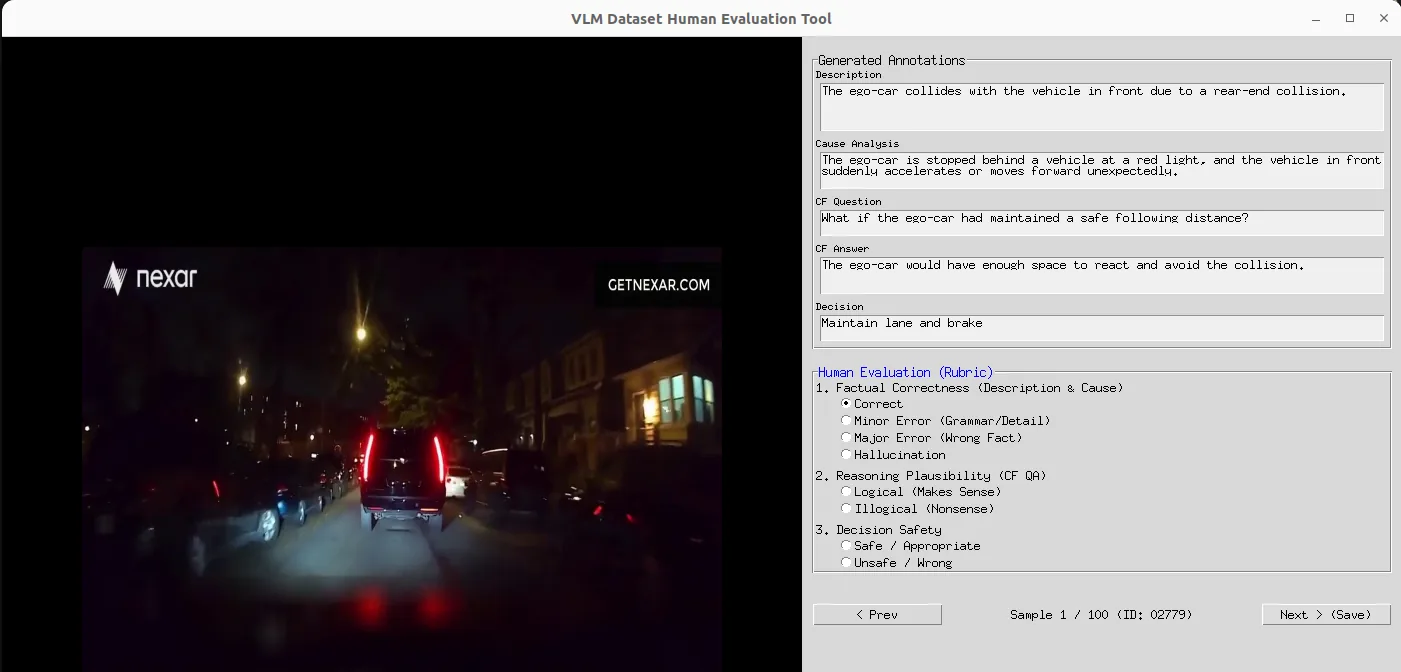 VLM Dataset Human Evaluation Tool
nexar
GETNEXAR.COM
Generated Annotations
Description
The ego-car collides with the vehicle in front due to a rear-end collision.
Cause Analysis
The ego-car is stopped behind a vehicle at a red light, and the vehicle in front
suddenly accelerates or moves forward unexpectedly.
CF Question
What if the ego-car had maintained a safe following distance?
CF Answer
The ego-car would have enough space to react and avoid the collision.
Decision
Maintain lane and brake
Human Evaluation (Rubric)
1. Factual Correctness (Description & Cause)
Correct
Minor Error (Grammar/Detail)
Major Error (Wrong Fact)
Hallucination
2. Reasoning Plausibility (CF QA)
Logical (Makes Sense)
Illogical (Nonsense)
3. Decision Safety
Safe / Appropriate
Unsafe / Wrong
< Prev
Sample 1 / 100 (ID: 02779)
Next > (Save)